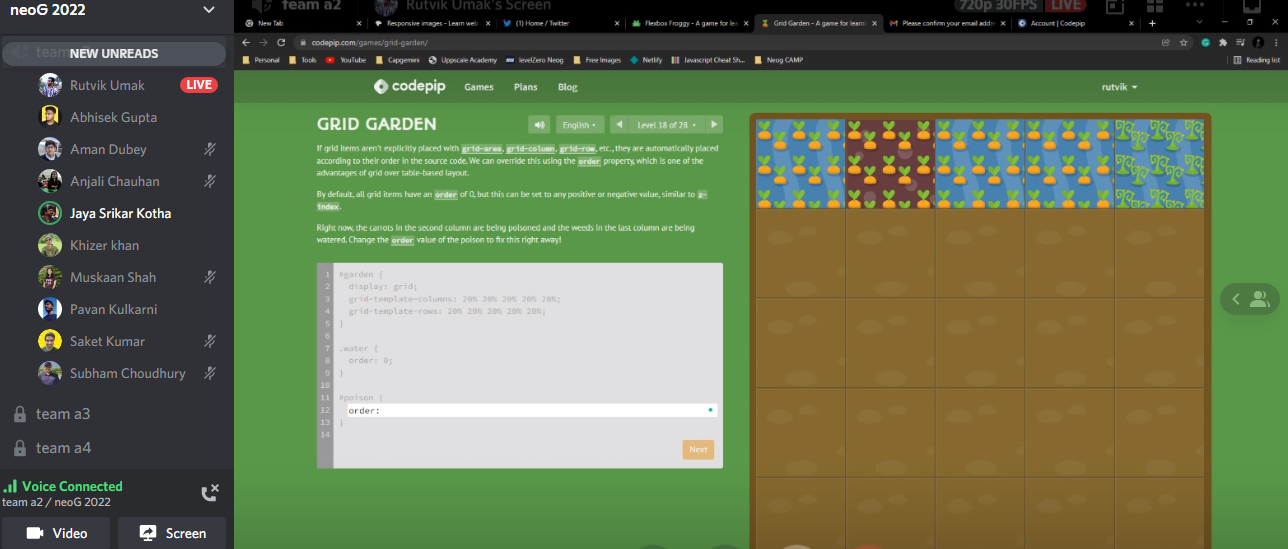 neoG 2022
team a2
Rutvik Umak's Screen
720p 30FPS
LIVE
NEW UNREADS
Rutvik Umak
LIVE
Abhisek Gupta
Aman Dubey
Anjali Chauhan
Jaya Srikar Kotha
Khizer khan
Muskaan Shah
Pavan Kulkarni
Saket Kumar
Subham Choudhury
team a3
team a4
Voice Connected
team a2 / neoG 2022
Video
Screen
New Tab
Responsive images - Learn web
(1) Home / Twitter
Flexbox Froggy - A game for le
Grid Garden - A game for learni
Please confirm your email addre
Account | Codepip
codepip.com/games/grid-garden/
Personal
Tools
YouTube
Capgemini
Upscale Academy
levelZero Neog
Free Images
Netlify
Javascript Cheat Sh...
Neog CAMP
Reading list
codepip
Games
Plans
Blog
rutvik
GRID GARDEN
English
Level 18 of 28
If grid items aren't explicitly placed with grid-area, grid-column, grid-row, etc., they are automatically placed
according to their order in the source code. We can override this using the order property, which is one of the
advantages of grid over table-based layout.
By default, all grid items have an order of 0, but this can be set to any positive or negative value, similar to z-
index.
Right now, the carrots in the second column are being poisoned and the weeds in the last column are being
watered. Change the order value of the poison to fix this right away!
1 #garden {
2 display: grid;
3 grid-template-columns: 20% 20% 20% 20% 20%;
4 grid-template-rows: 20% 20% 20% 20% 20%;
5 }
6
7 .water {
8 order: 0;
9 }
10
11 #poison {
12 order:
13 }
14
Next